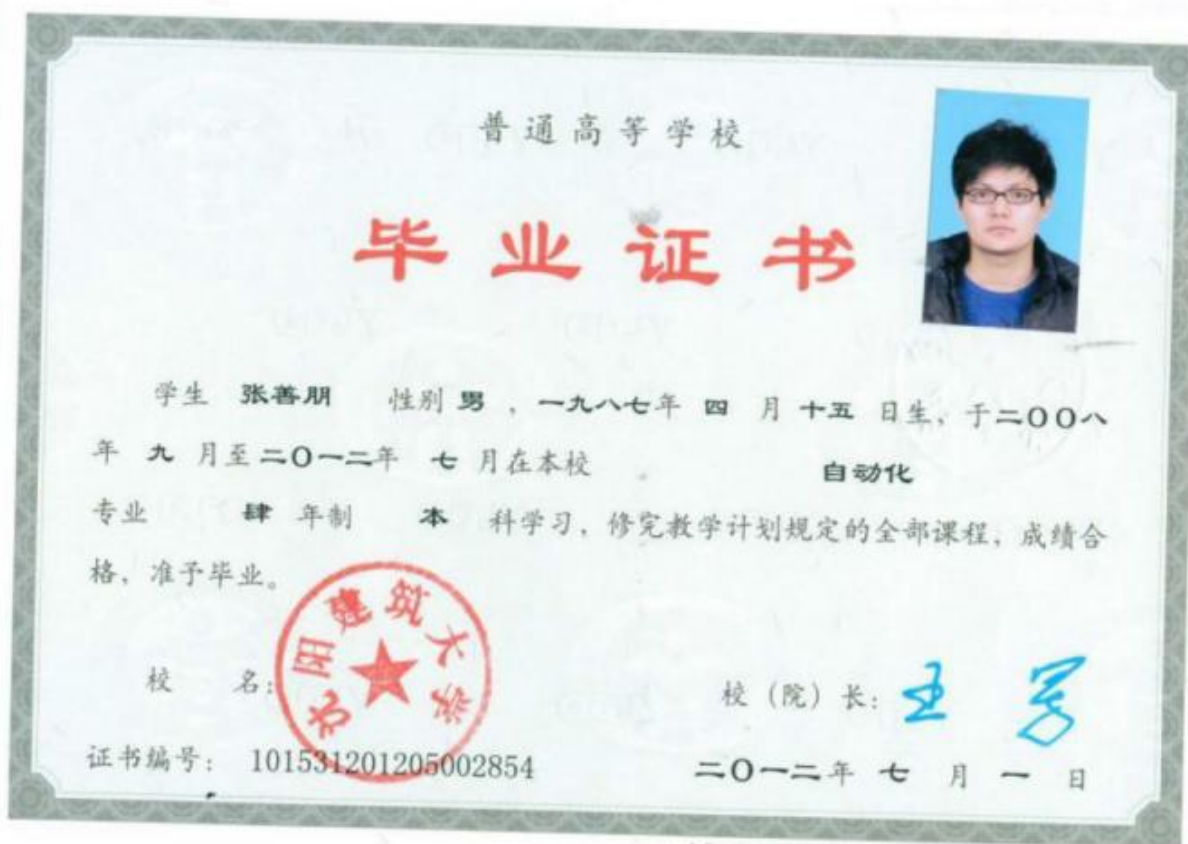 普通高等学校
毕业证书
学生 张善朋 性别 男 ，一九八七年 四 月 十五 日生，于二〇〇八
年 九 月至二〇一二年 七 月在本校 自动化
专业 肆 年制 本 科学习，修完教学计划规定的全部课程，成绩合
格，准予毕业。
沈阳建筑大学
校 名：
校（院）长：
证书编号： 101531201205002854
二〇一二年 七 月 一 日